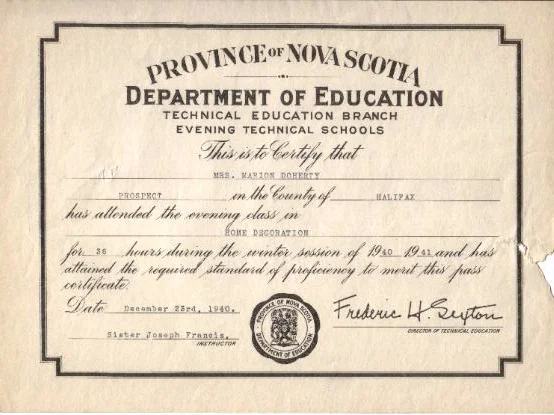 PROVINCE OF NOVA SCOTIA
DEPARTMENT OF EDUCATION
TECHNICAL EDUCATION BRANCH
EVENING TECHNICAL SCHOOLS
This is to Certify that
MRS. MARION DOHERTY
PROSPECT in the County of HALIFAX
has attended the evening class in
HOME DECORATION
for 36 hours during the winter session of 1940 1941 and has
attained the required standard of proficiency to merit this pass
certificate.
Date December 23rd, 1940.
Frederic H. Sexton
DIRECTOR OF TECHNICAL EDUCATION
Sister Joseph Francis,
INSTRUCTOR
PROVINCE OF NOVA SCOTIA
DEPARTMENT OF EDUCATION